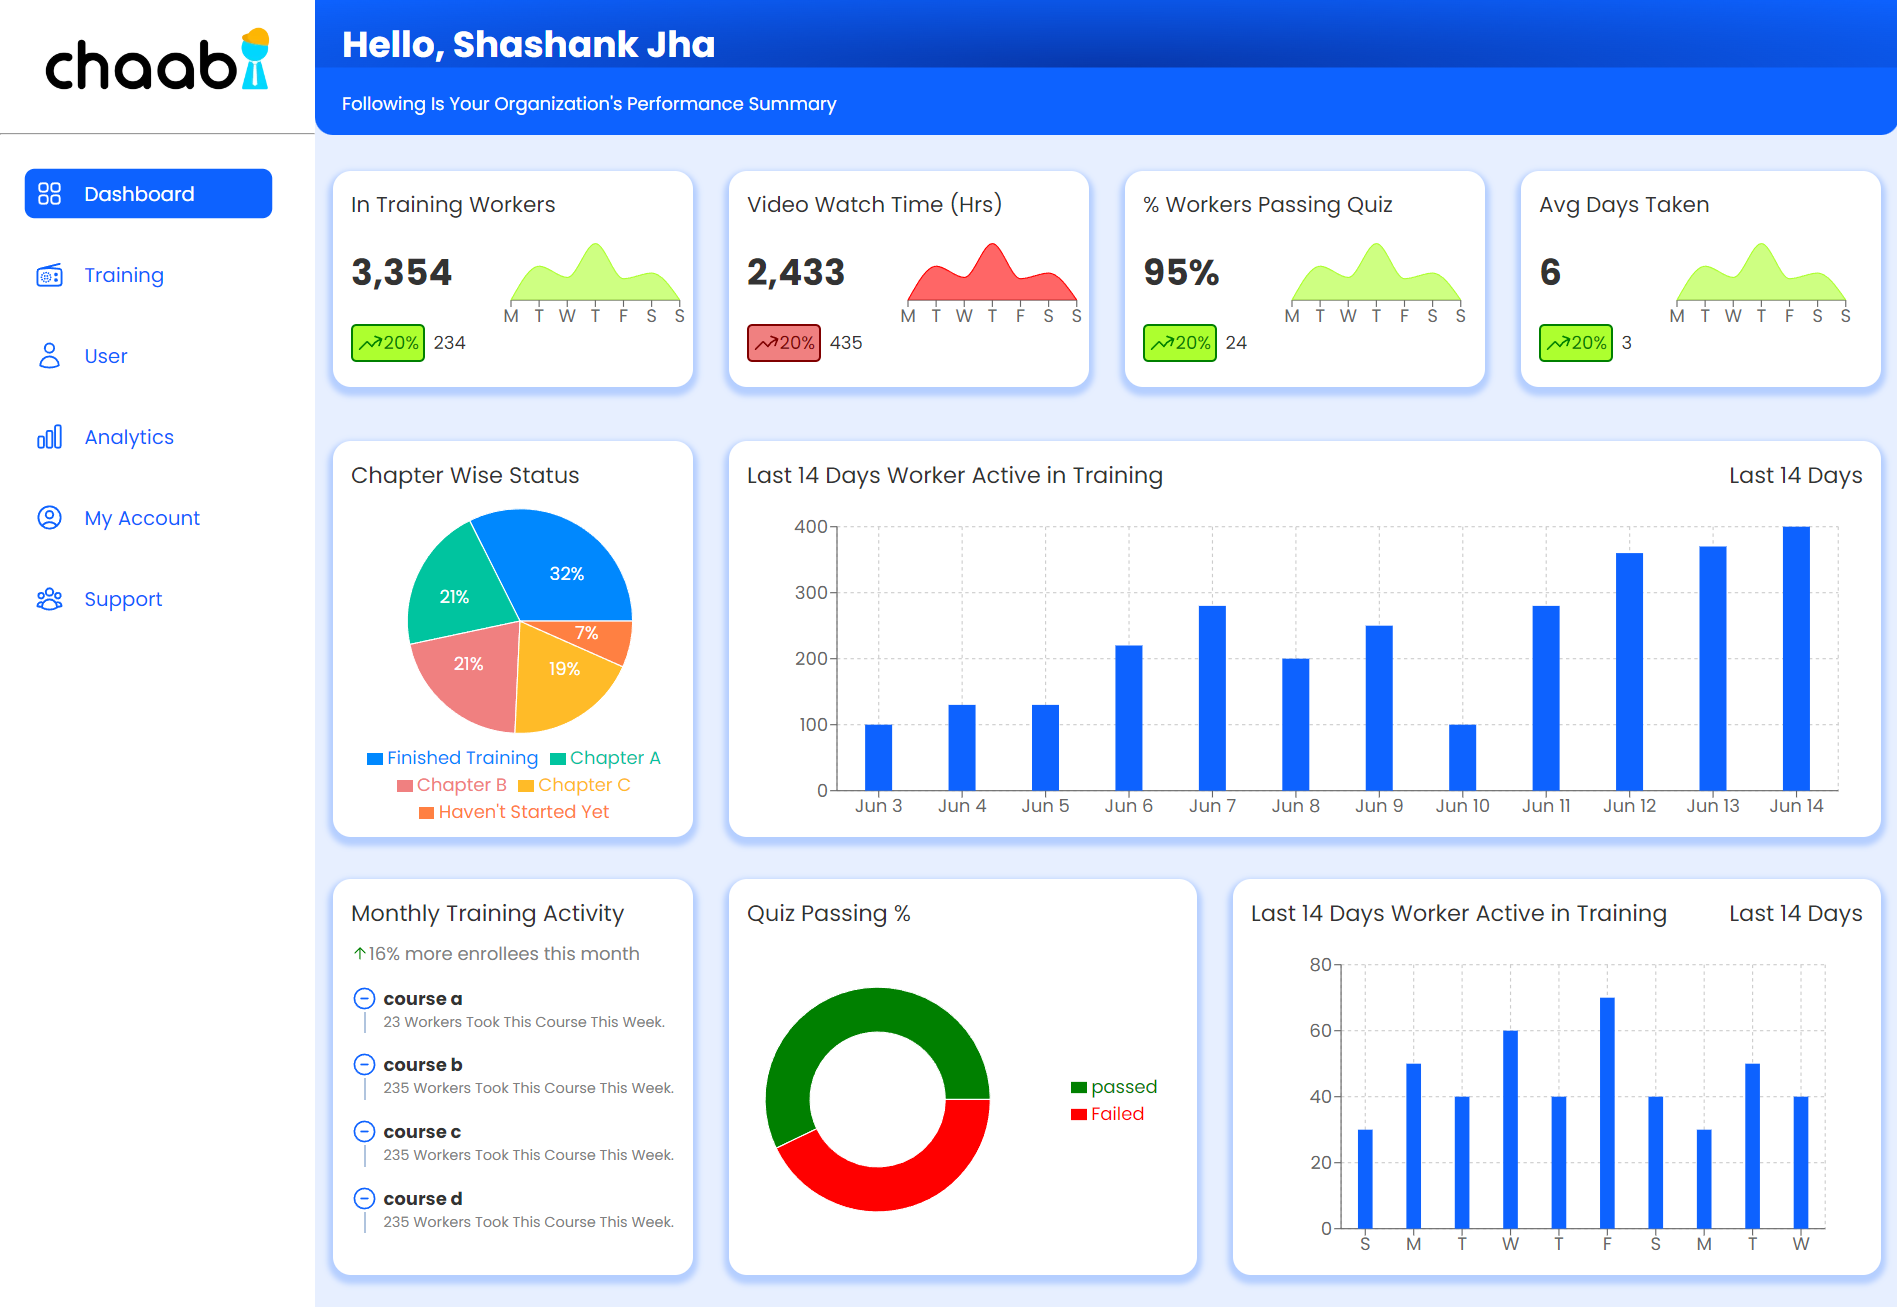 chaabi
Hello, Shashank Jha
Following Is Your Organization's Performance Summary
Dashboard
Training
User
Analytics
My Account
Support
In Training Workers
3,354
M T W T F S S
20% 234
Video Watch Time (Hrs)
2,433
M T W T F S S
20% 435
% Workers Passing Quiz
95%
M T W T F S S
20% 24
Avg Days Taken
6
M T W T F S S
20% 3
Chapter Wise Status
32%
21%
21%
19%
7%
Finished Training Chapter A
Chapter B Chapter C
Haven't Started Yet
Last 14 Days Worker Active in Training Last 14 Days
400
300
200
100
0
Jun 3 Jun 4 Jun 5 Jun 6 Jun 7 Jun 8 Jun 9 Jun 10 Jun 11 Jun 12 Jun 13 Jun 14
Monthly Training Activity
16% more enrollees this month
course a
23 Workers Took This Course This Week.
course b
235 Workers Took This Course This Week.
course c
235 Workers Took This Course This Week.
course d
235 Workers Took This Course This Week.
Quiz Passing %
passed
Failed
Last 14 Days Worker Active in Training Last 14 Days
80
60
40
20
0
S M T W T F S M T W